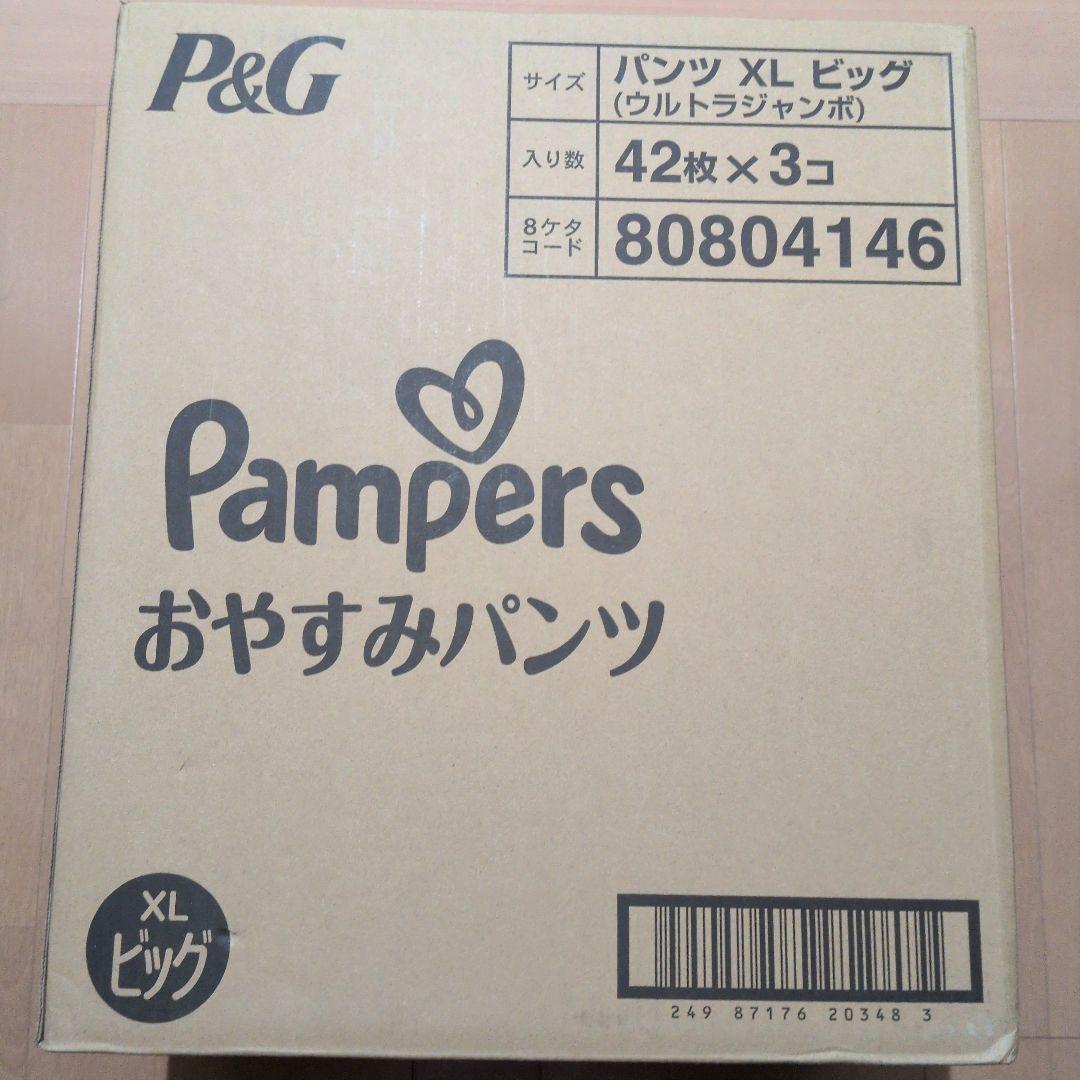 P&G
サイズ
パンツ XL ビッグ
(ウルトラジャンボ)
入り数
42枚×3コ
8ケタ
コード
80804146
Pampers
おやすみパンツ
XL
ビッグ
249 87176 20348 3